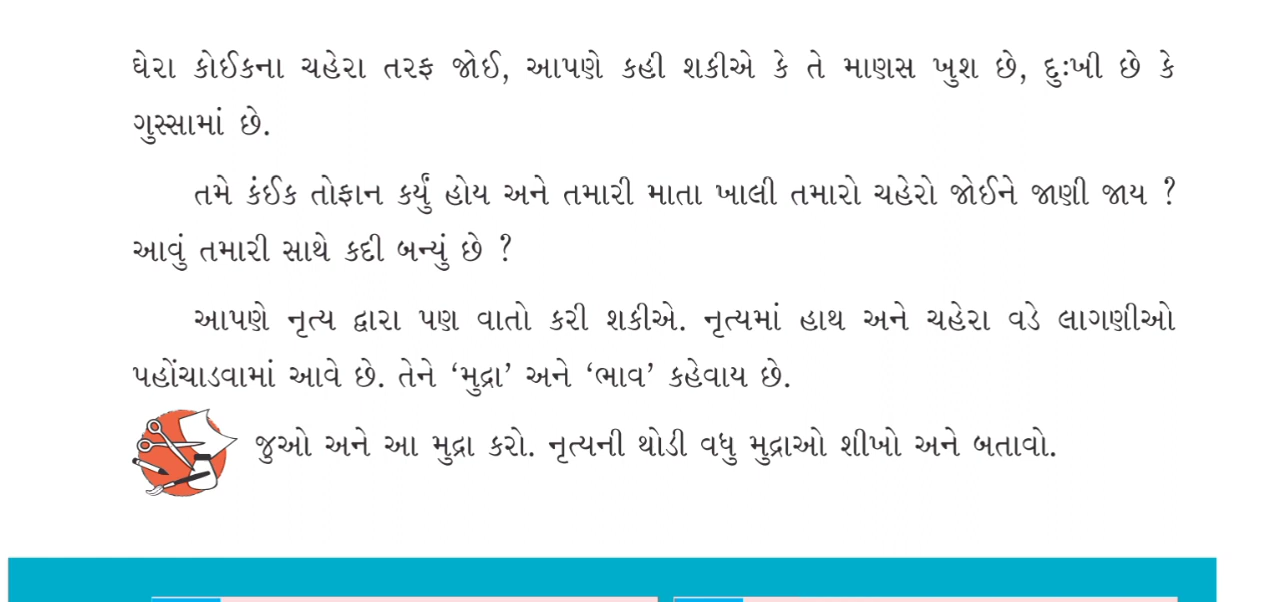 ઘેરા કોઈકના ચહેરા તરફ જોઈ, આપણે કહી શકીએ કે તે માણસ ખુશ છે, દુઃખી છે કે
ગુસ્સામાં છે.
તમે કંઈક તોફાન કર્યું હોય અને તમારી માતા ખાલી તમારો ચહેરો જોઈને જાણી જાય ?
આવું તમારી સાથે કદી બન્યું છે ?
આપણે નૃત્ય દ્વારા પણ વાતો કરી શકીએ. નૃત્યમાં હાથ અને ચહેરા વડે લાગણીઓ
પહોંચાડવામાં આવે છે. તેને ‘મુદ્રા’ અને ‘ભાવ’ કહેવાય છે.
જુઓ અને આ મુદ્રા કરો. નૃત્યની થોડી વધુ મુદ્રાઓ શીખો અને બતાવો.